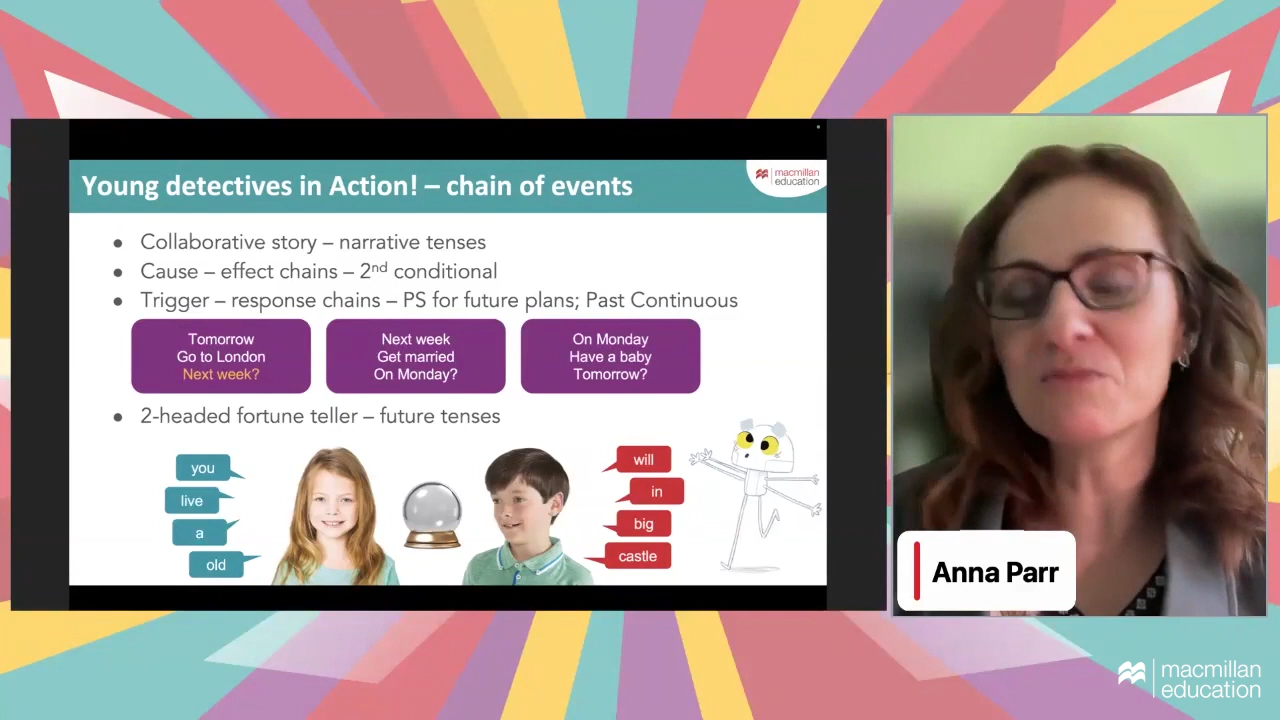 Young detectives in Action! – chain of events
macmillan
education
● Collaborative story – narrative tenses
● Cause – effect chains – 2nd conditional
● Trigger – response chains – PS for future plans; Past Continuous
Tomorrow
Go to London
Next week?
Next week
Get married
On Monday?
On Monday
Have a baby
Tomorrow?
● 2-headed fortune teller – future tenses
you
will
live
in
a
big
old
castle
Anna Parr
macmillan
education